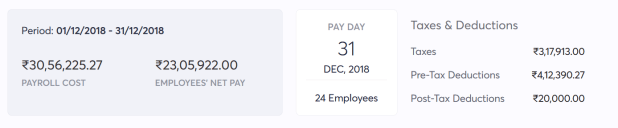 Period: 01/12/2018 - 31/12/2018
₹30,56,225.27
PAYROLL COST
₹23,05,922.00
EMPLOYEES' NET PAY
PAY DAY
31
DEC, 2018
24 Employees
Taxes & Deductions
Taxes ₹3,17,913.00
Pre-Tax Deductions ₹4,12,390.27
Post-Tax Deductions ₹20,000.00